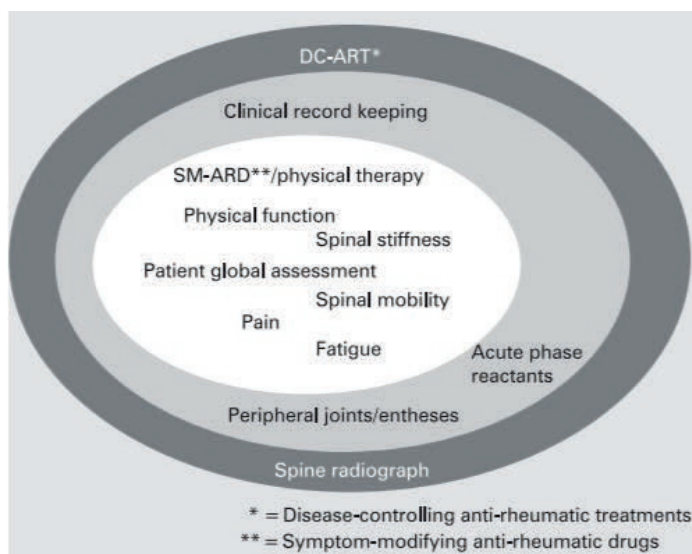 DC-ART*
Clinical record keeping
SM-ARD**/physical therapy
Physical function
Spinal stiffness
Patient global assessment
Spinal mobility
Pain
Fatigue
Acute phase
reactants
Peripheral joints/entheses
Spine radiograph
* = Disease-controlling anti-rheumatic treatments
** = Symptom-modifying anti-rheumatic drugs